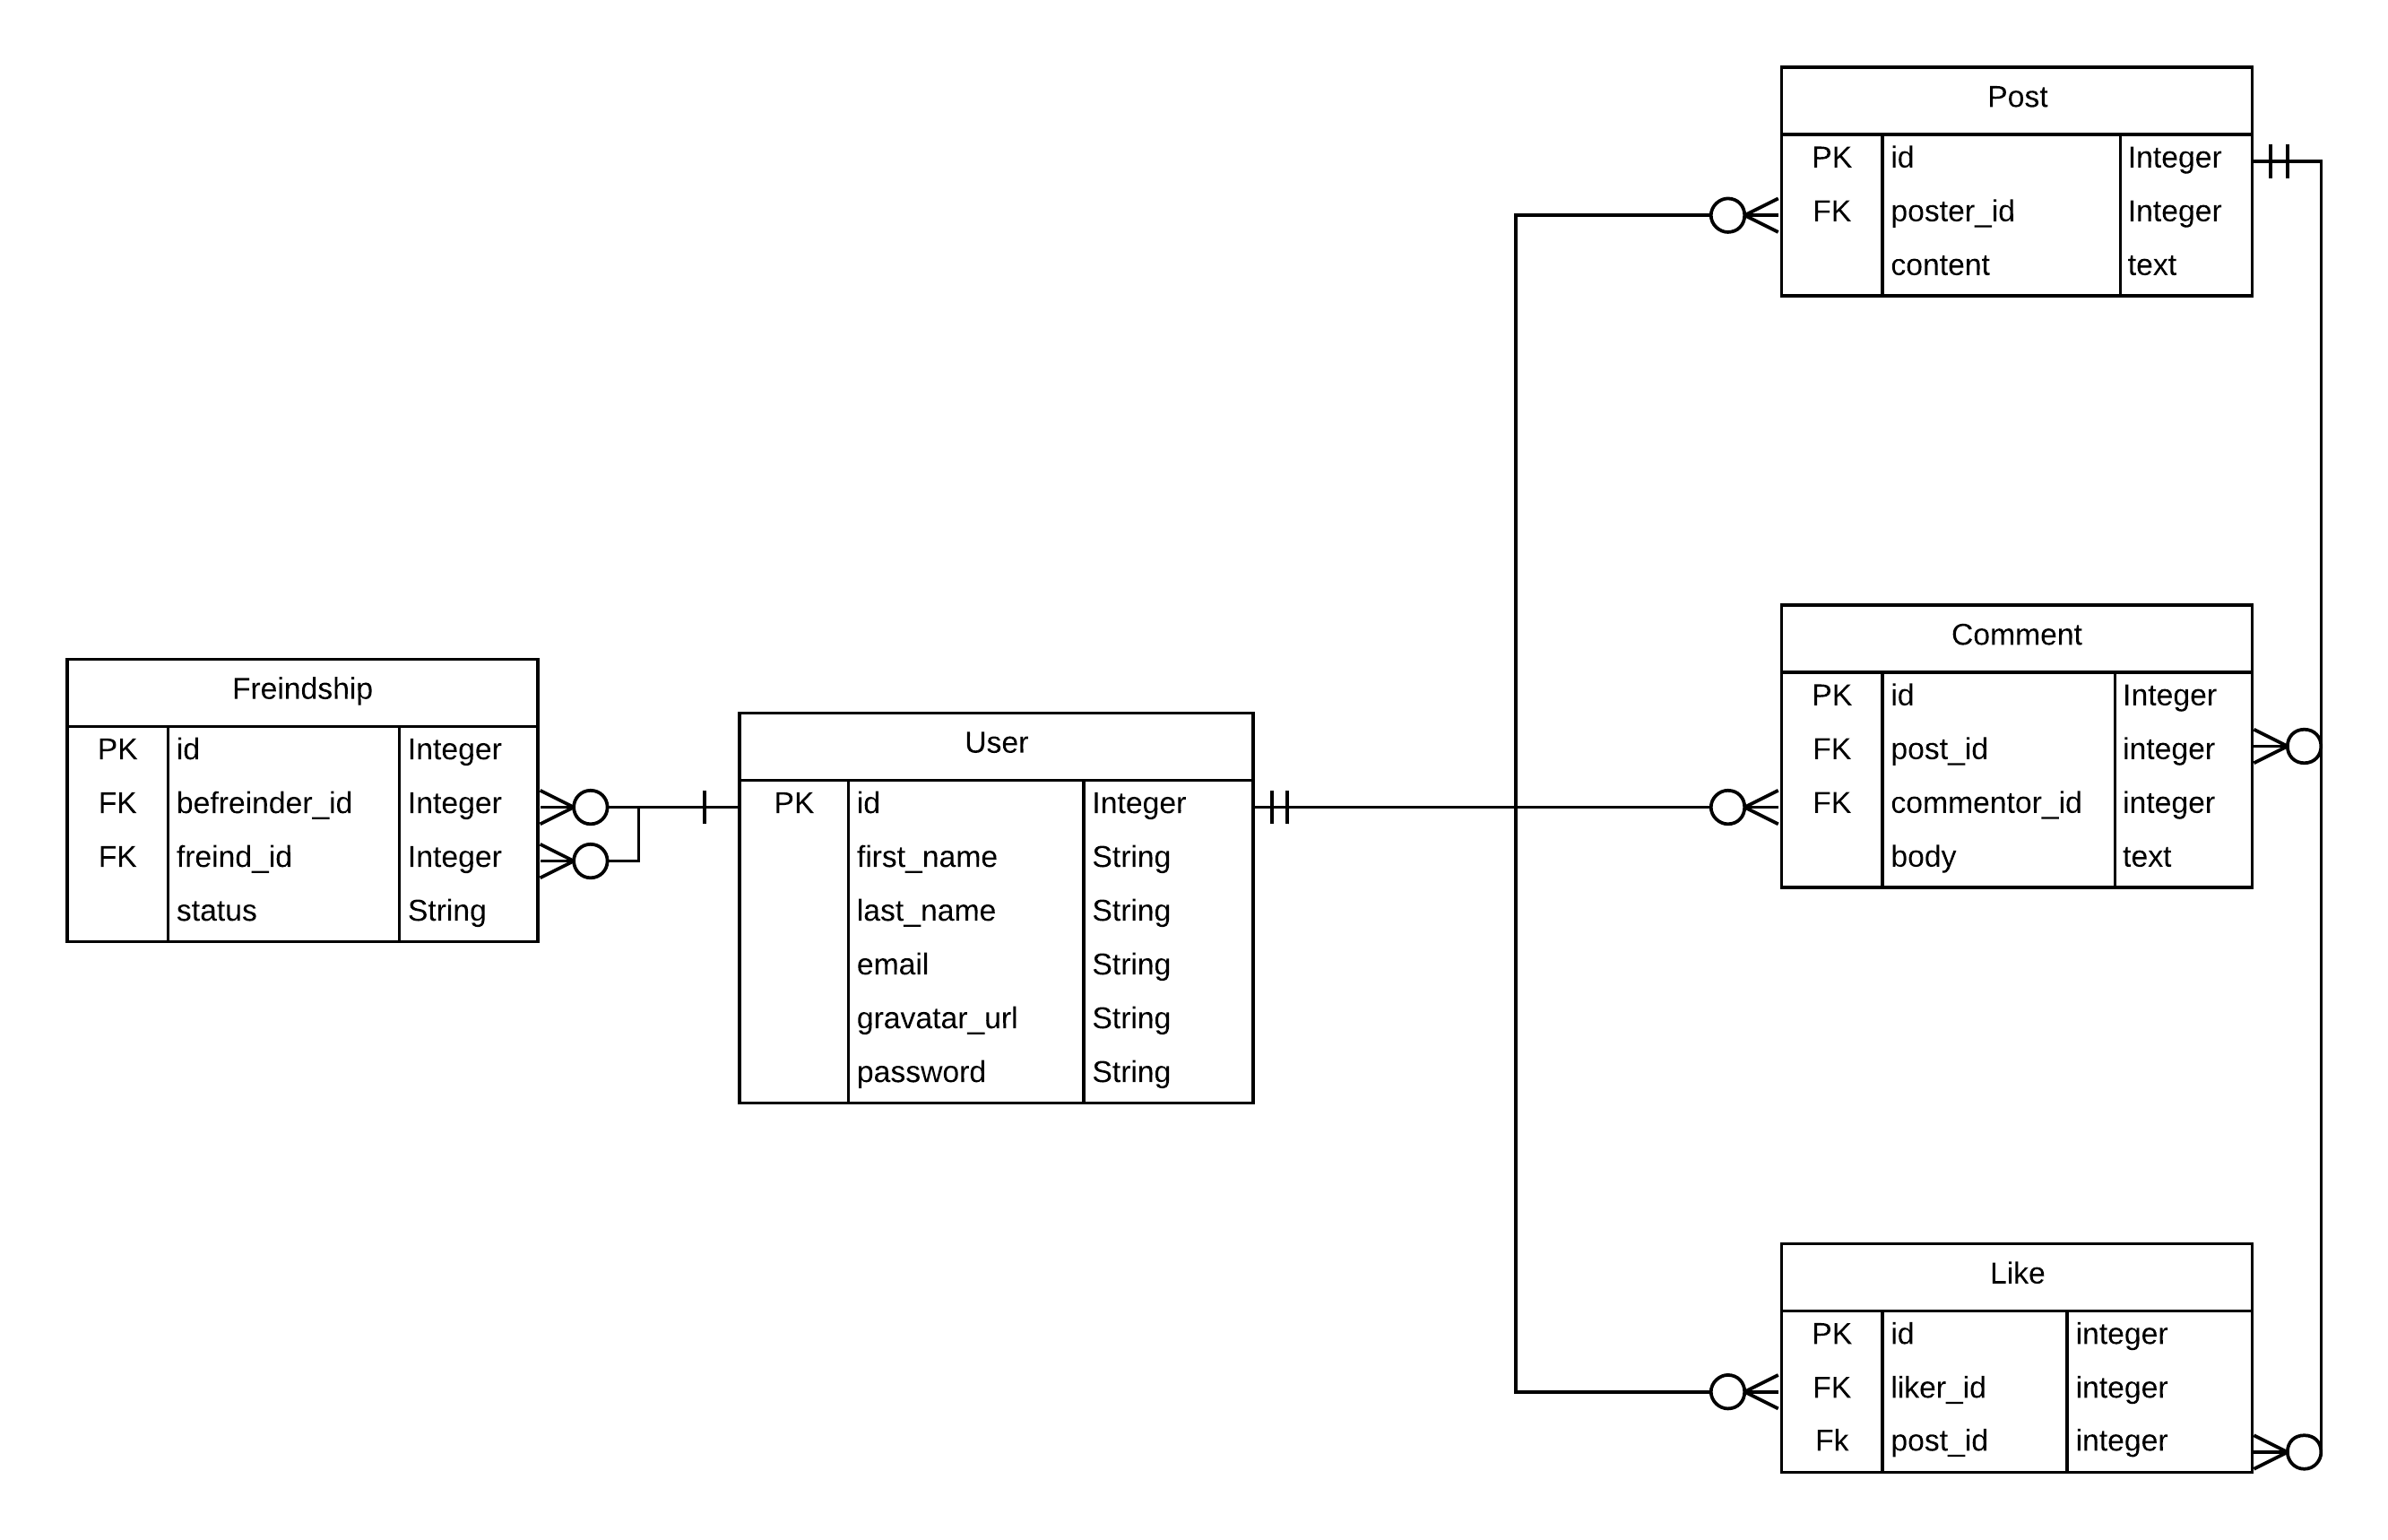 Post
PK id Integer
FK poster_id Integer
content text
Comment
PK id Integer
FK post_id integer
FK commentor_id integer
body text
Freindship
PK id Integer
FK befreinder_id Integer
FK freind_id Integer
status String
User
PK id Integer
first_name String
last_name String
email String
gravatar_url String
password String
Like
PK id integer
FK liker_id integer
Fk post_id integer